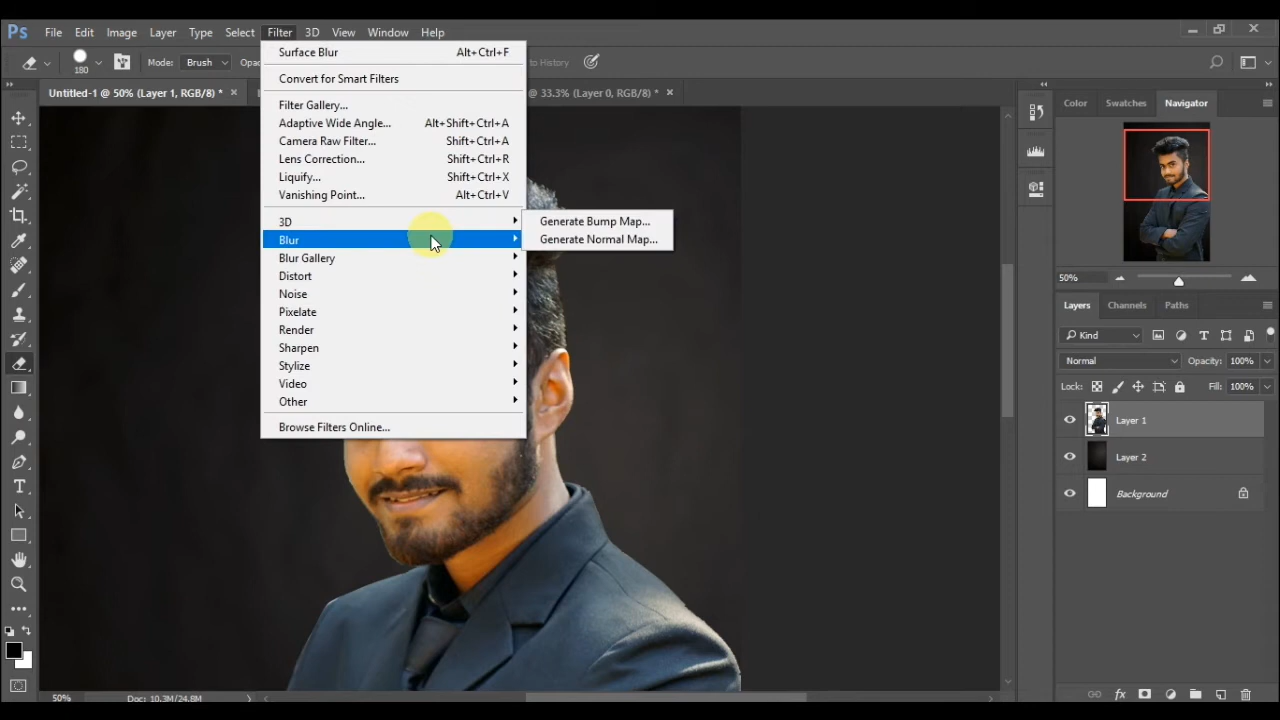 Ps File Edit Image Layer Type Select Filter 3D View Window Help
180 Mode: Brush Opac to History
Untitled-1 @ 50% (Layer 1, RGB/8) * × @ 33.3% (Layer 0, RGB/8) * ×
Surface Blur Alt+Ctrl+F
Convert for Smart Filters
Filter Gallery...
Adaptive Wide Angle... Alt+Shift+Ctrl+A
Camera Raw Filter... Shift+Ctrl+A
Lens Correction... Shift+Ctrl+R
Liquify... Shift+Ctrl+X
Vanishing Point... Alt+Ctrl+V
3D
Blur
Blur Gallery
Distort
Noise
Pixelate
Render
Sharpen
Stylize
Video
Other
Browse Filters Online...
Generate Bump Map...
Generate Normal Map...
Color Swatches Navigator
50%
Layers Channels Paths
Kind
Normal Opacity: 100%
Lock: Fill: 100%
Layer 1
Layer 2
Background
50% Doc: 10.3M/24.8M